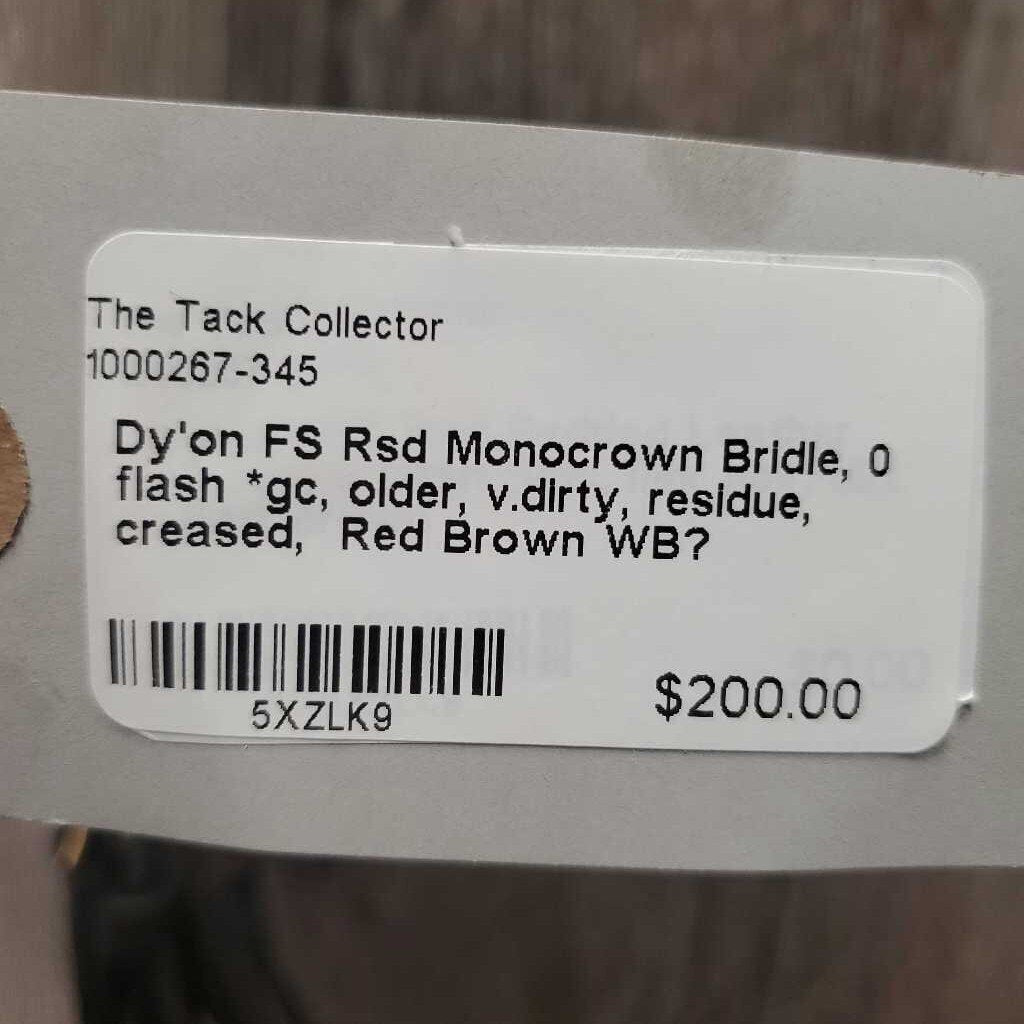 The Tack Collector
1000267-345
Dy'on FS Rsd Monocrown Bridle, 0
flash *gc, older, v.dirty, residue,
creased, Red Brown WB?
5XZLK9
$200.00